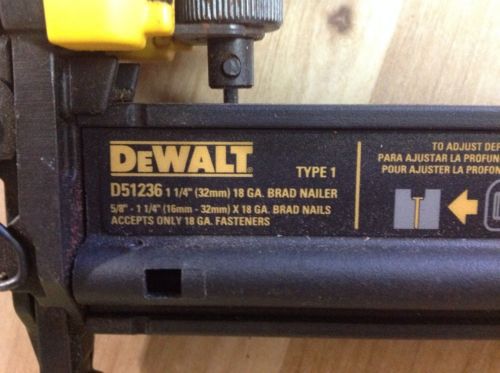 DEWALT
TYPE 1
D51236 1 1/4" (32mm) 18 GA. BRAD NAILER
5/8" - 1 1/4" (16mm - 32mm) X 18 GA. BRAD NAILS
ACCEPTS ONLY 18 GA. FASTENERS
TO ADJUST DEP
PARA AJUSTAR LA PROFUN
POUR AJUSTER LA PROFON